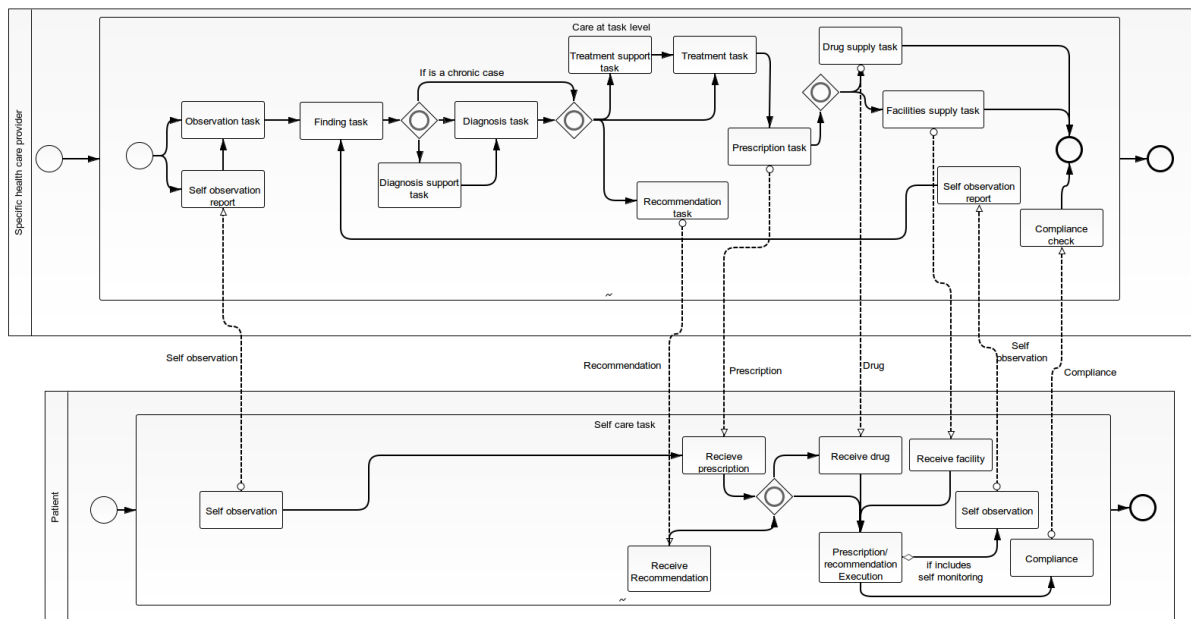 Specific health care provider
Care at task level
If is a chronic case
Observation task
Self observation
report
Finding task
Diagnosis task
Diagnosis support
task
Treatment support
task
Treatment task
Recommendation
task
Prescription task
Drug supply task
Facilities supply task
Self observation
report
Compliance
check
~
Self observation
Recommendation
Prescription
Drug
Self
observation
Compliance
Patient
Self care task
Self observation
Recieve
prescription
Receive
Recommendation
Receive drug
Receive facility
Prescription/
recommendation
Execution
if includes
self monitoring
Self observation
Compliance
~